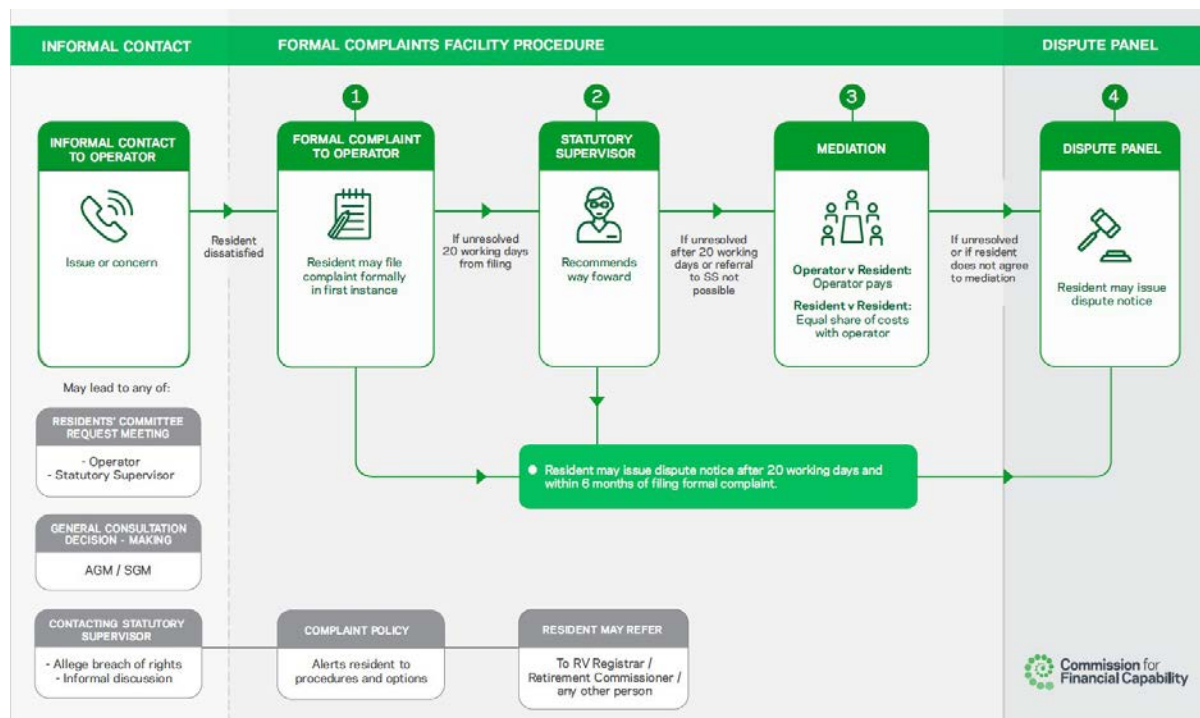 INFORMAL CONTACT
FORMAL COMPLAINTS FACILITY PROCEDURE
DISPUTE PANEL
1
2
3
4
INFORMAL CONTACT
TO OPERATOR
Issue or concern
Resident
dissatisfied
FORMAL COMPLAINT
TO OPERATOR
Resident may file
complaint formally
in first instance
If unresolved
20 working days
from filing
STATUTORY
SUPERVISOR
Recommends
way foward
If unresolved
after 20 working
days or referral
to SS not
possible
MEDIATION
Operator v Resident:
Operator pays
Resident v Resident:
Equal share of costs
with operator
If unresolved
or if resident
does not agree
to mediation
DISPUTE PANEL
Resident may issue
dispute notice
May lead to any of:
RESIDENTS' COMMITTEE
REQUEST MEETING
- Operator
- Statutory Supervisor
Resident may issue dispute notice after 20 working days and
within 6 months of filing formal complaint.
GENERAL CONSULTATION
DECISION - MAKING
AGM / SGM
CONTACTING STATUTORY
SUPERVISOR
- Allege breach of rights
- Informal discussion
COMPLAINT POLICY
Alerts resident to
procedures and options
RESIDENT MAY REFER
To RV Registrar /
Retirement Commissioner /
any other person
Commission for
Financial Capability